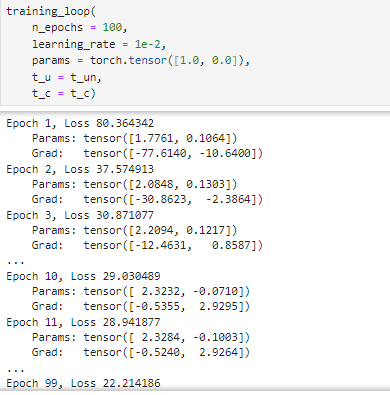 training_loop(
    n_epochs = 100,
    learning_rate = 1e-2,
    params = torch.tensor([1.0, 0.0]),
    t_u = t_un,
    t_c = t_c)
Epoch 1, Loss 80.364342
    Params: tensor([1.7761, 0.1064])
    Grad:   tensor([-77.6140, -10.6400])
Epoch 2, Loss 37.574913
    Params: tensor([2.0848, 0.1303])
    Grad:   tensor([-30.8623,  -2.3864])
Epoch 3, Loss 30.871077
    Params: tensor([2.2094, 0.1217])
    Grad:   tensor([-12.4631,   0.8587])
...
Epoch 10, Loss 29.030489
    Params: tensor([ 2.3232, -0.0710])
    Grad:   tensor([-0.5355,  2.9295])
Epoch 11, Loss 28.941877
    Params: tensor([ 2.3284, -0.1003])
    Grad:   tensor([-0.5240,  2.9264])
...
Epoch 99, Loss 22.214186